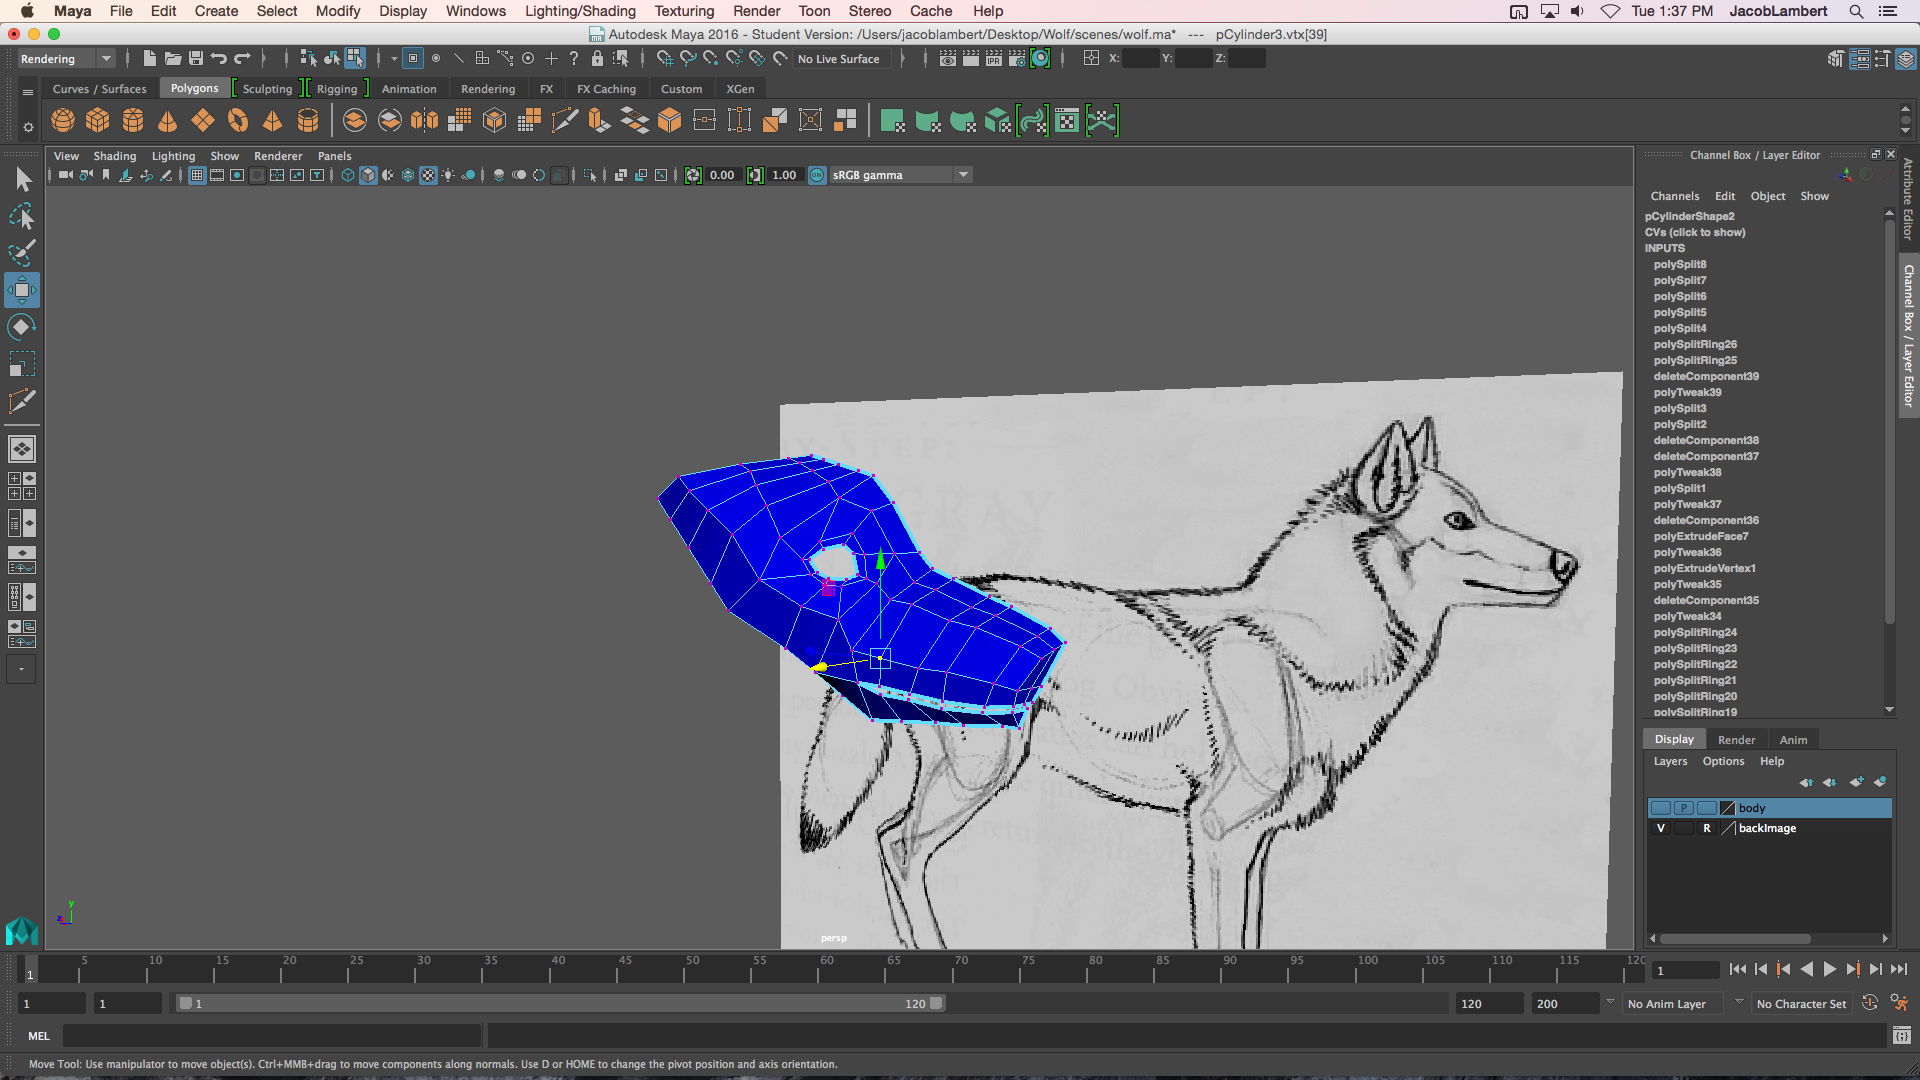 Maya File Edit Create Select Modify Display Windows Lighting/Shading Texturing Render Toon Stereo Cache Help Tue 1:37 PM JacobLambert
Autodesk Maya 2016 - Student Version: /Users/jacoblambert/Desktop/Wolf/scenes/wolf.ma* --- pCylinder3.vtx[39]
Rendering No Live Surface IPR X: Y: Z:
Curves / Surfaces Polygons Sculpting Rigging Animation Rendering FX FX Caching Custom XGen
View Shading Lighting Show Renderer Panels
0.00 1.00 ON sRGB gamma
Channel Box / Layer Editor
Channels Edit Object Show
pCylinderShape2
CVs (click to show)
INPUTS
polySplit8
polySplit7
polySplit6
polySplit5
polySplit4
polySplitRing26
polySplitRing25
deleteComponent39
polyTweak39
polySplit3
polySplit2
deleteComponent38
deleteComponent37
polyTweak38
polySplit1
polyTweak37
deleteComponent36
polyExtrudeFace7
polyTweak36
polyExtrudeVertex1
polyTweak35
deleteComponent35
polyTweak34
polySplitRing24
polySplitRing23
polySplitRing22
polySplitRing21
polySplitRing20
polySplitRing19
Attribute Editor
Channel Box / Layer Editor
STEP:
GRAY
Display Render Anim
Layers Options Help
P body
V R backImage
y
z
persp
1 5 10 15 20 25 30 35 40 45 50 55 60 65 70 75 80 85 90 95 100 105 110 115 120 1
1 1 1 120 120 200 No Anim Layer No Character Set
MEL
Move Tool: Use manipulator to move object(s). Ctrl+MMB+drag to move components along normals. Use D or HOME to change the pivot position and axis orientation.